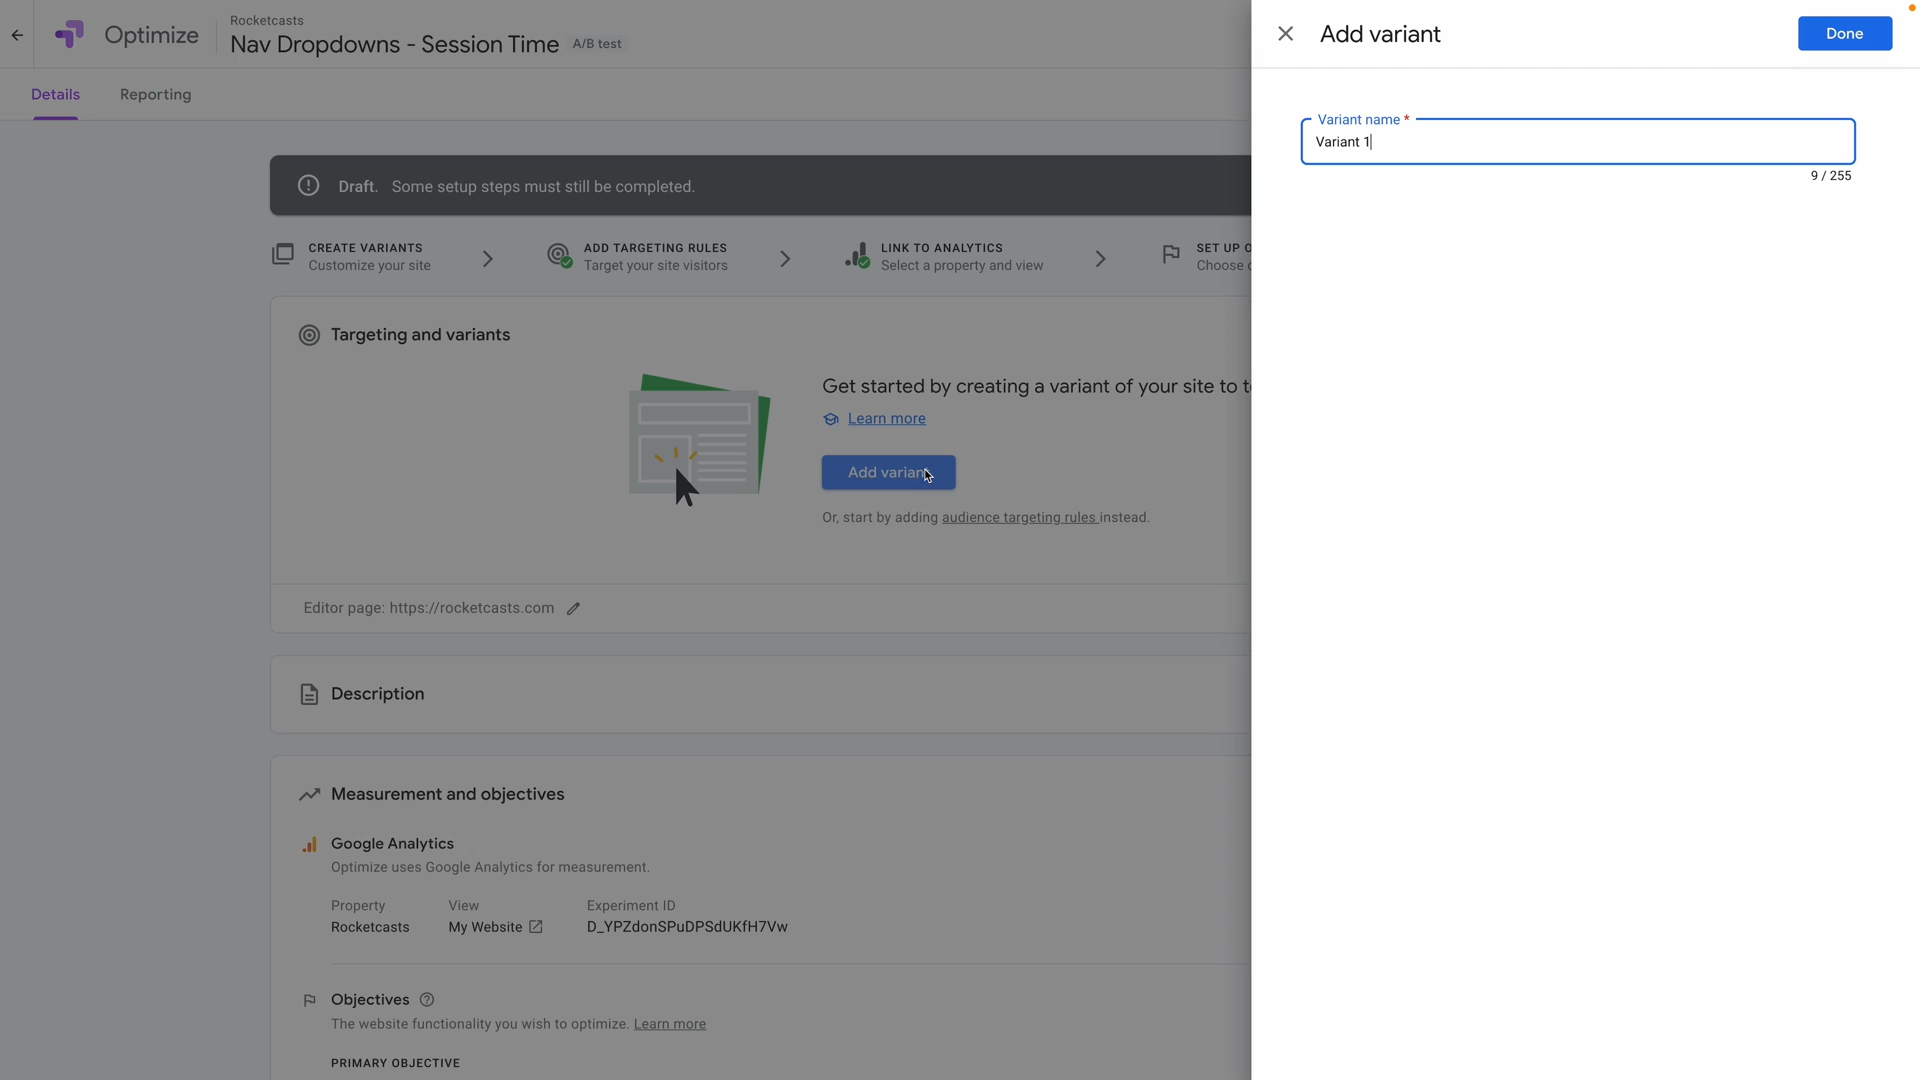 Optimize
Rocketcasts
Nav Dropdowns - Session Time
A/B test
Details
Reporting
Draft. Some setup steps must still be completed.
CREATE VARIANTS
Customize your site
ADD TARGETING RULES
Target your site visitors
LINK TO ANALYTICS
Select a property and view
SET UP
Choose
Targeting and variants
Get started by creating a variant of your site to
Learn more
Add variant
Or, start by adding audience targeting rules instead.
Editor page: https://rocketcasts.com
Description
Measurement and objectives
Google Analytics
Optimize uses Google Analytics for measurement.
Property
View
Experiment ID
Rocketcasts
My Website
D_YPZdonSPuDPSdUKfH7Vw
Objectives
The website functionality you wish to optimize. Learn more
PRIMARY OBJECTIVE
Add variant
Done
Variant name *
Variant 1
9 / 255